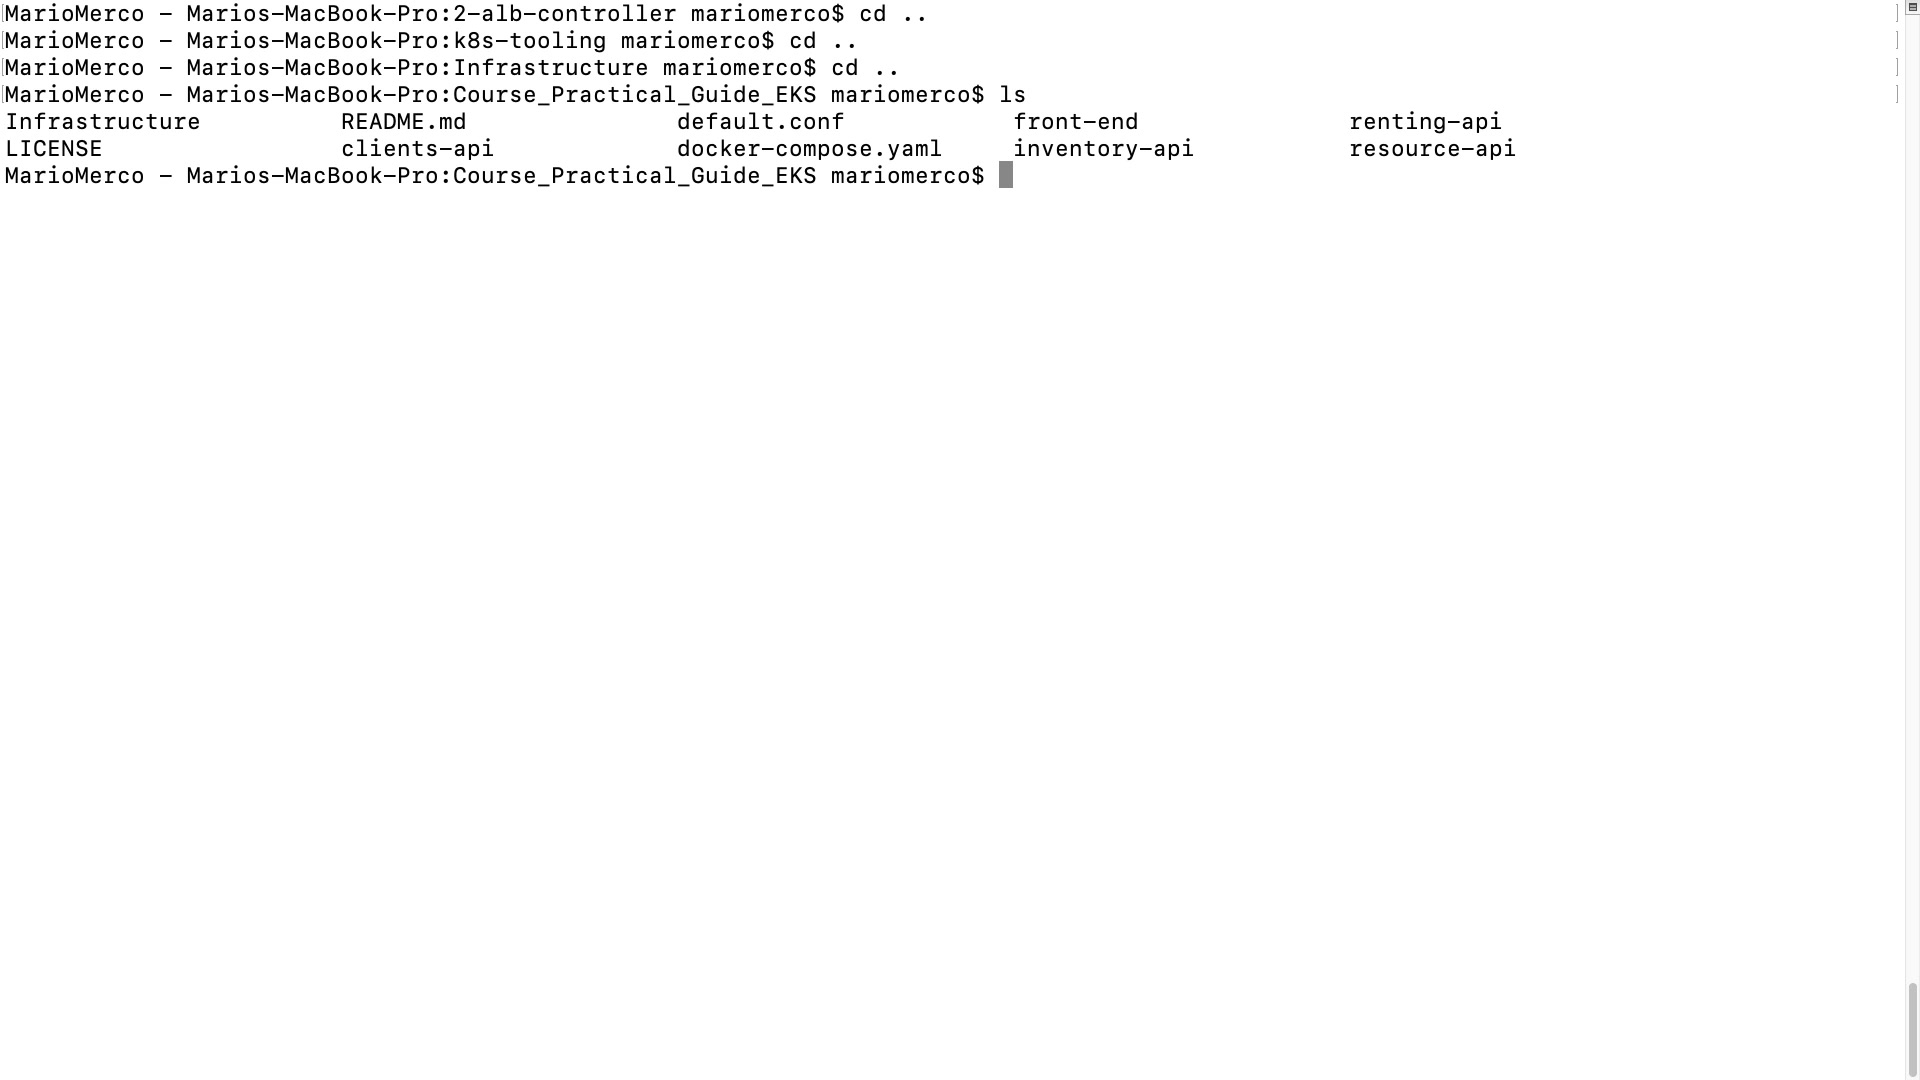 MarioMerco - Marios-MacBook-Pro:2-alb-controller mariomerco$ cd ..
MarioMerco - Marios-MacBook-Pro:k8s-tooling mariomerco$ cd ..
MarioMerco - Marios-MacBook-Pro:Infrastructure mariomerco$ cd ..
MarioMerco - Marios-MacBook-Pro:Course_Practical_Guide_EKS mariomerco$ ls
Infrastructure README.md default.conf front-end renting-api
LICENSE clients-api docker-compose.yaml inventory-api resource-api
MarioMerco - Marios-MacBook-Pro:Course_Practical_Guide_EKS mariomerco$